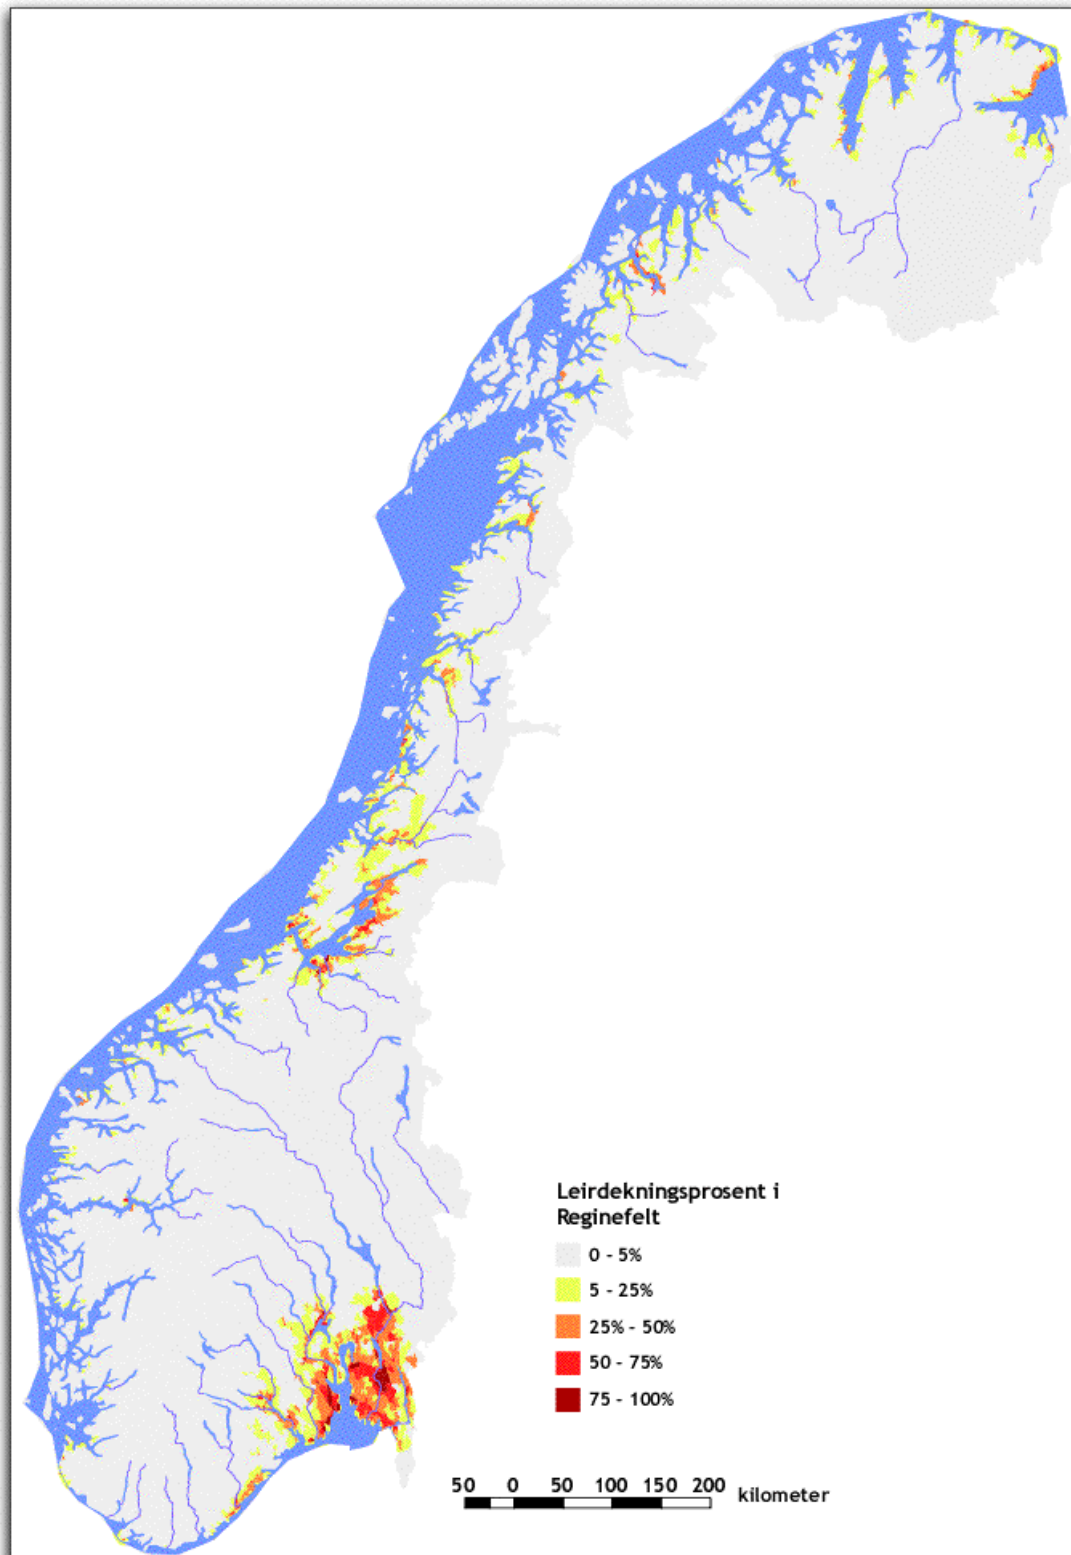 Leirdekningsprosent i
Reginefelt
0 - 5%
5 - 25%
25% - 50%
50 - 75%
75 - 100%
50 0 50 100 150 200 kilometer